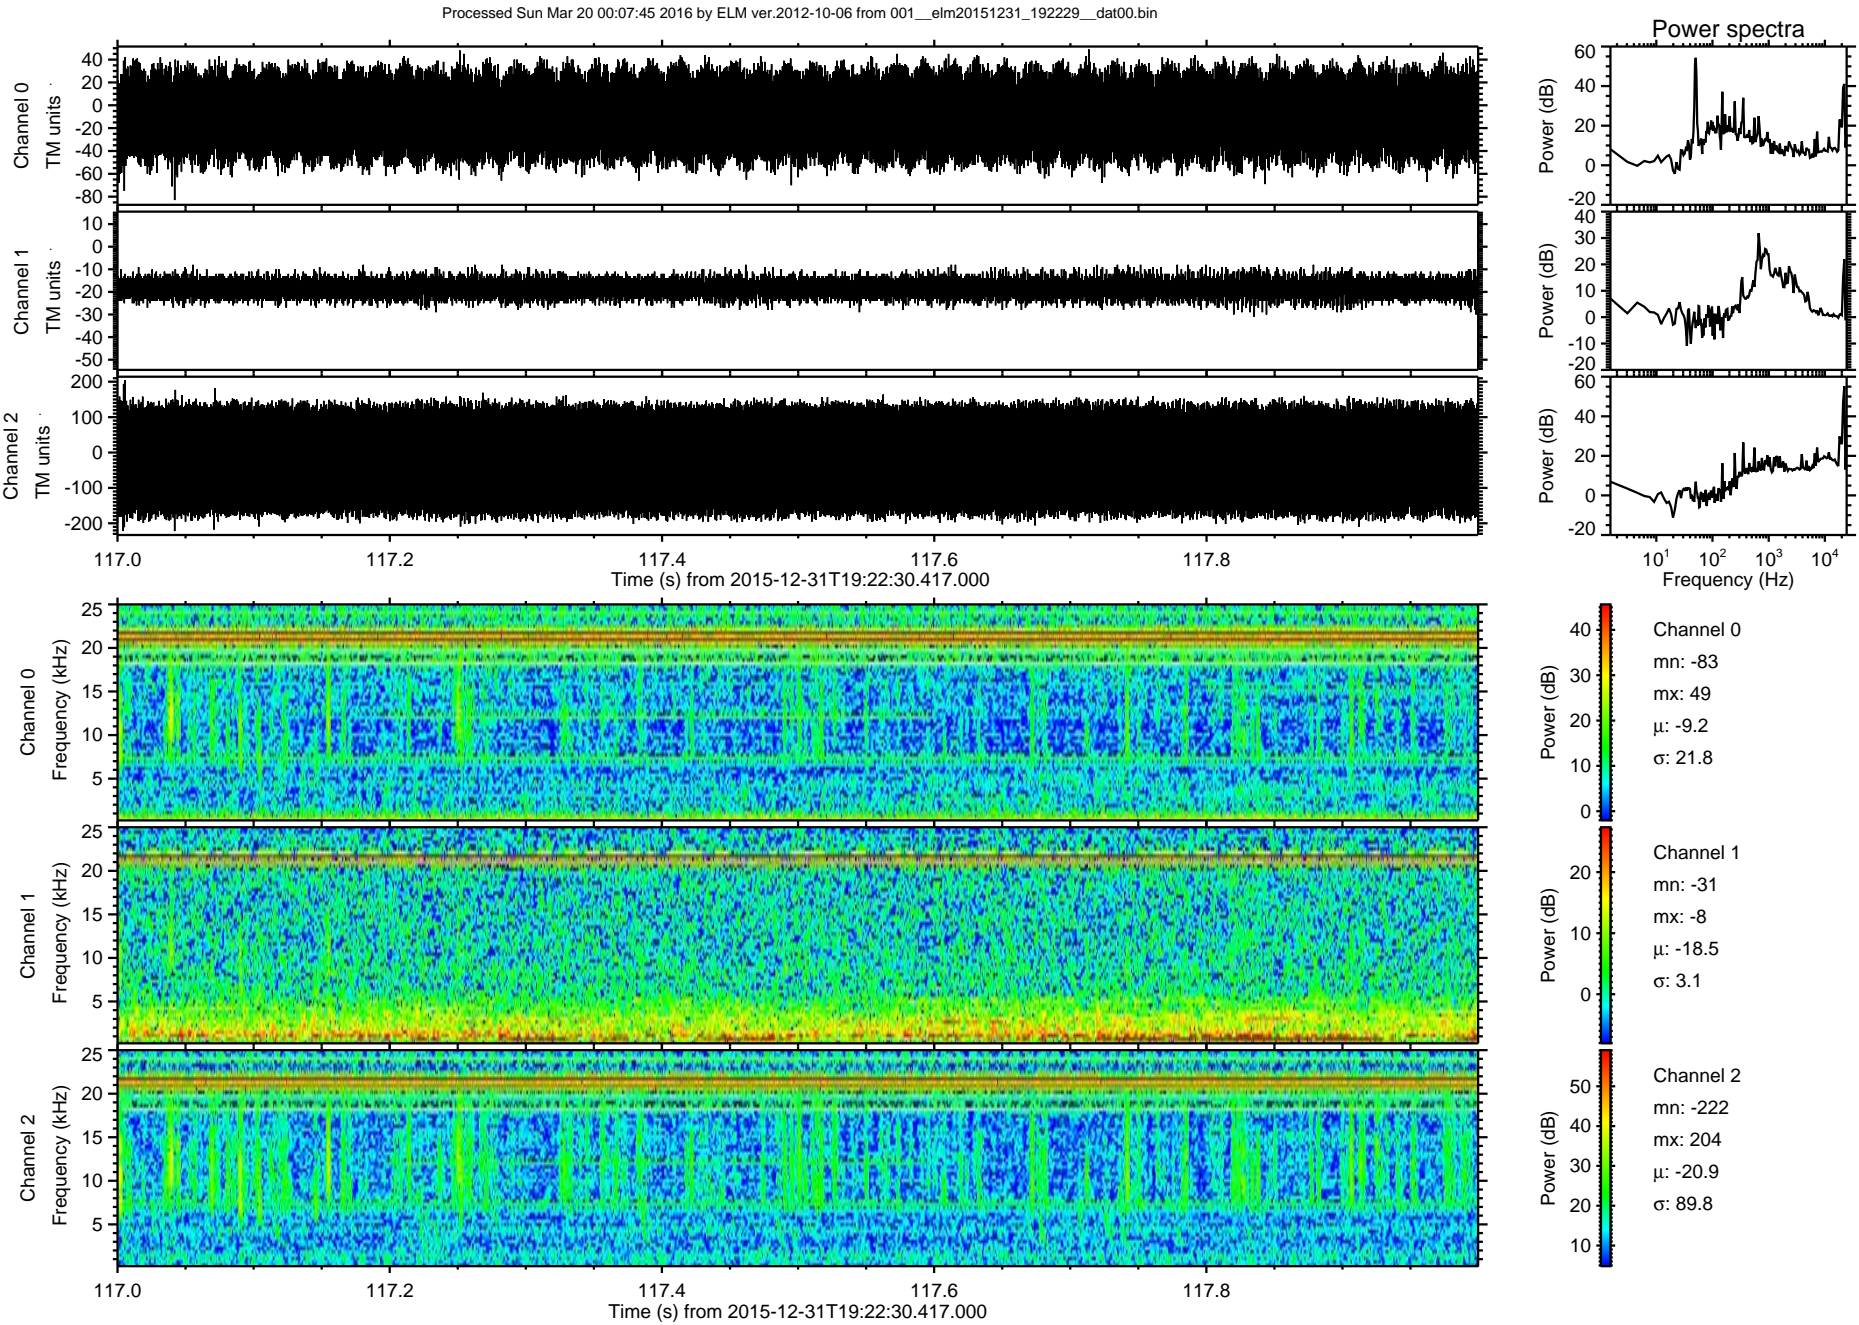 Processed Sun Mar 20 00:07:45 2016 by ELM ver.2012-10-06 from 001__elm20151231_192229__dat00.bin
Power spectra
Channel 0
TM units
40
20
0
-20
-40
-60
-80
Power (dB)
60
40
20
0
-20
Channel 1
TM units
10
0
-10
-20
-30
-40
-50
Power (dB)
40
30
20
10
0
-10
-20
Channel 2
TM units
200
100
0
-100
-200
Power (dB)
60
40
20
0
-20
117.0 117.2 117.4 117.6 117.8
Time (s) from 2015-12-31T19:22:30.417.000
10^1 10^2 10^3 10^4
Frequency (Hz)
Channel 0
Frequency (kHz)
25
20
15
10
5
Power (dB)
40
30
20
10
0
Channel 0
mn: -83
mx: 49
μ: -9.2
σ: 21.8
Channel 1
Frequency (kHz)
25
20
15
10
5
Power (dB)
20
10
0
Channel 1
mn: -31
mx: -8
μ: -18.5
σ: 3.1
Channel 2
Frequency (kHz)
25
20
15
10
5
Power (dB)
50
40
30
20
10
Channel 2
mn: -222
mx: 204
μ: -20.9
σ: 89.8
117.0 117.2 117.4 117.6 117.8
Time (s) from 2015-12-31T19:22:30.417.000